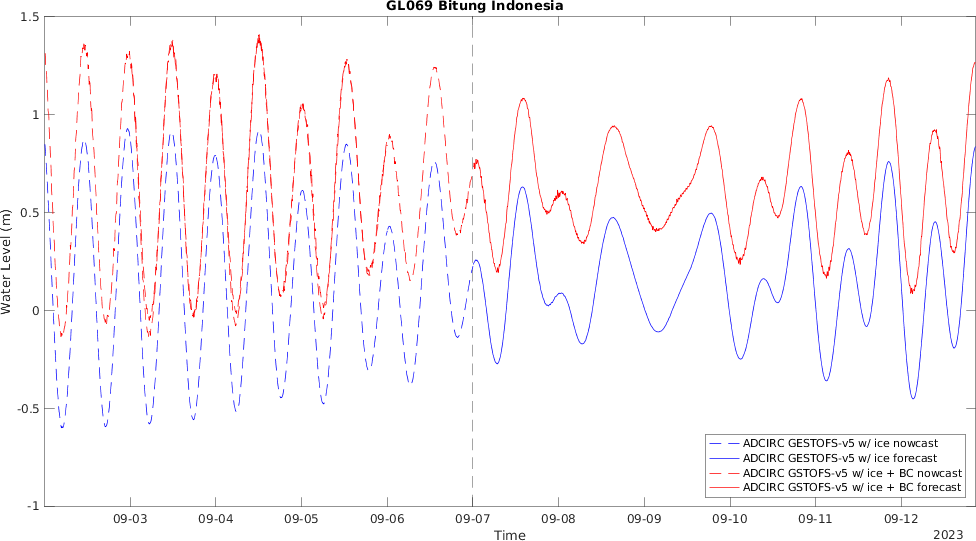 GL069 Bitung Indonesia
1.5
1
0.5
0
-0.5
-1
Water Level (m)
ADCIRC GESTOFS-v5 w/ ice nowcast
ADCIRC GESTOFS-v5 w/ ice forecast
ADCIRC GSTOFS-v5 w/ ice + BC nowcast
ADCIRC GSTOFS-v5 w/ ice + BC forecast
09-03 09-04 09-05 09-06 09-07 09-08 09-09 09-10 09-11 09-12
Time
2023